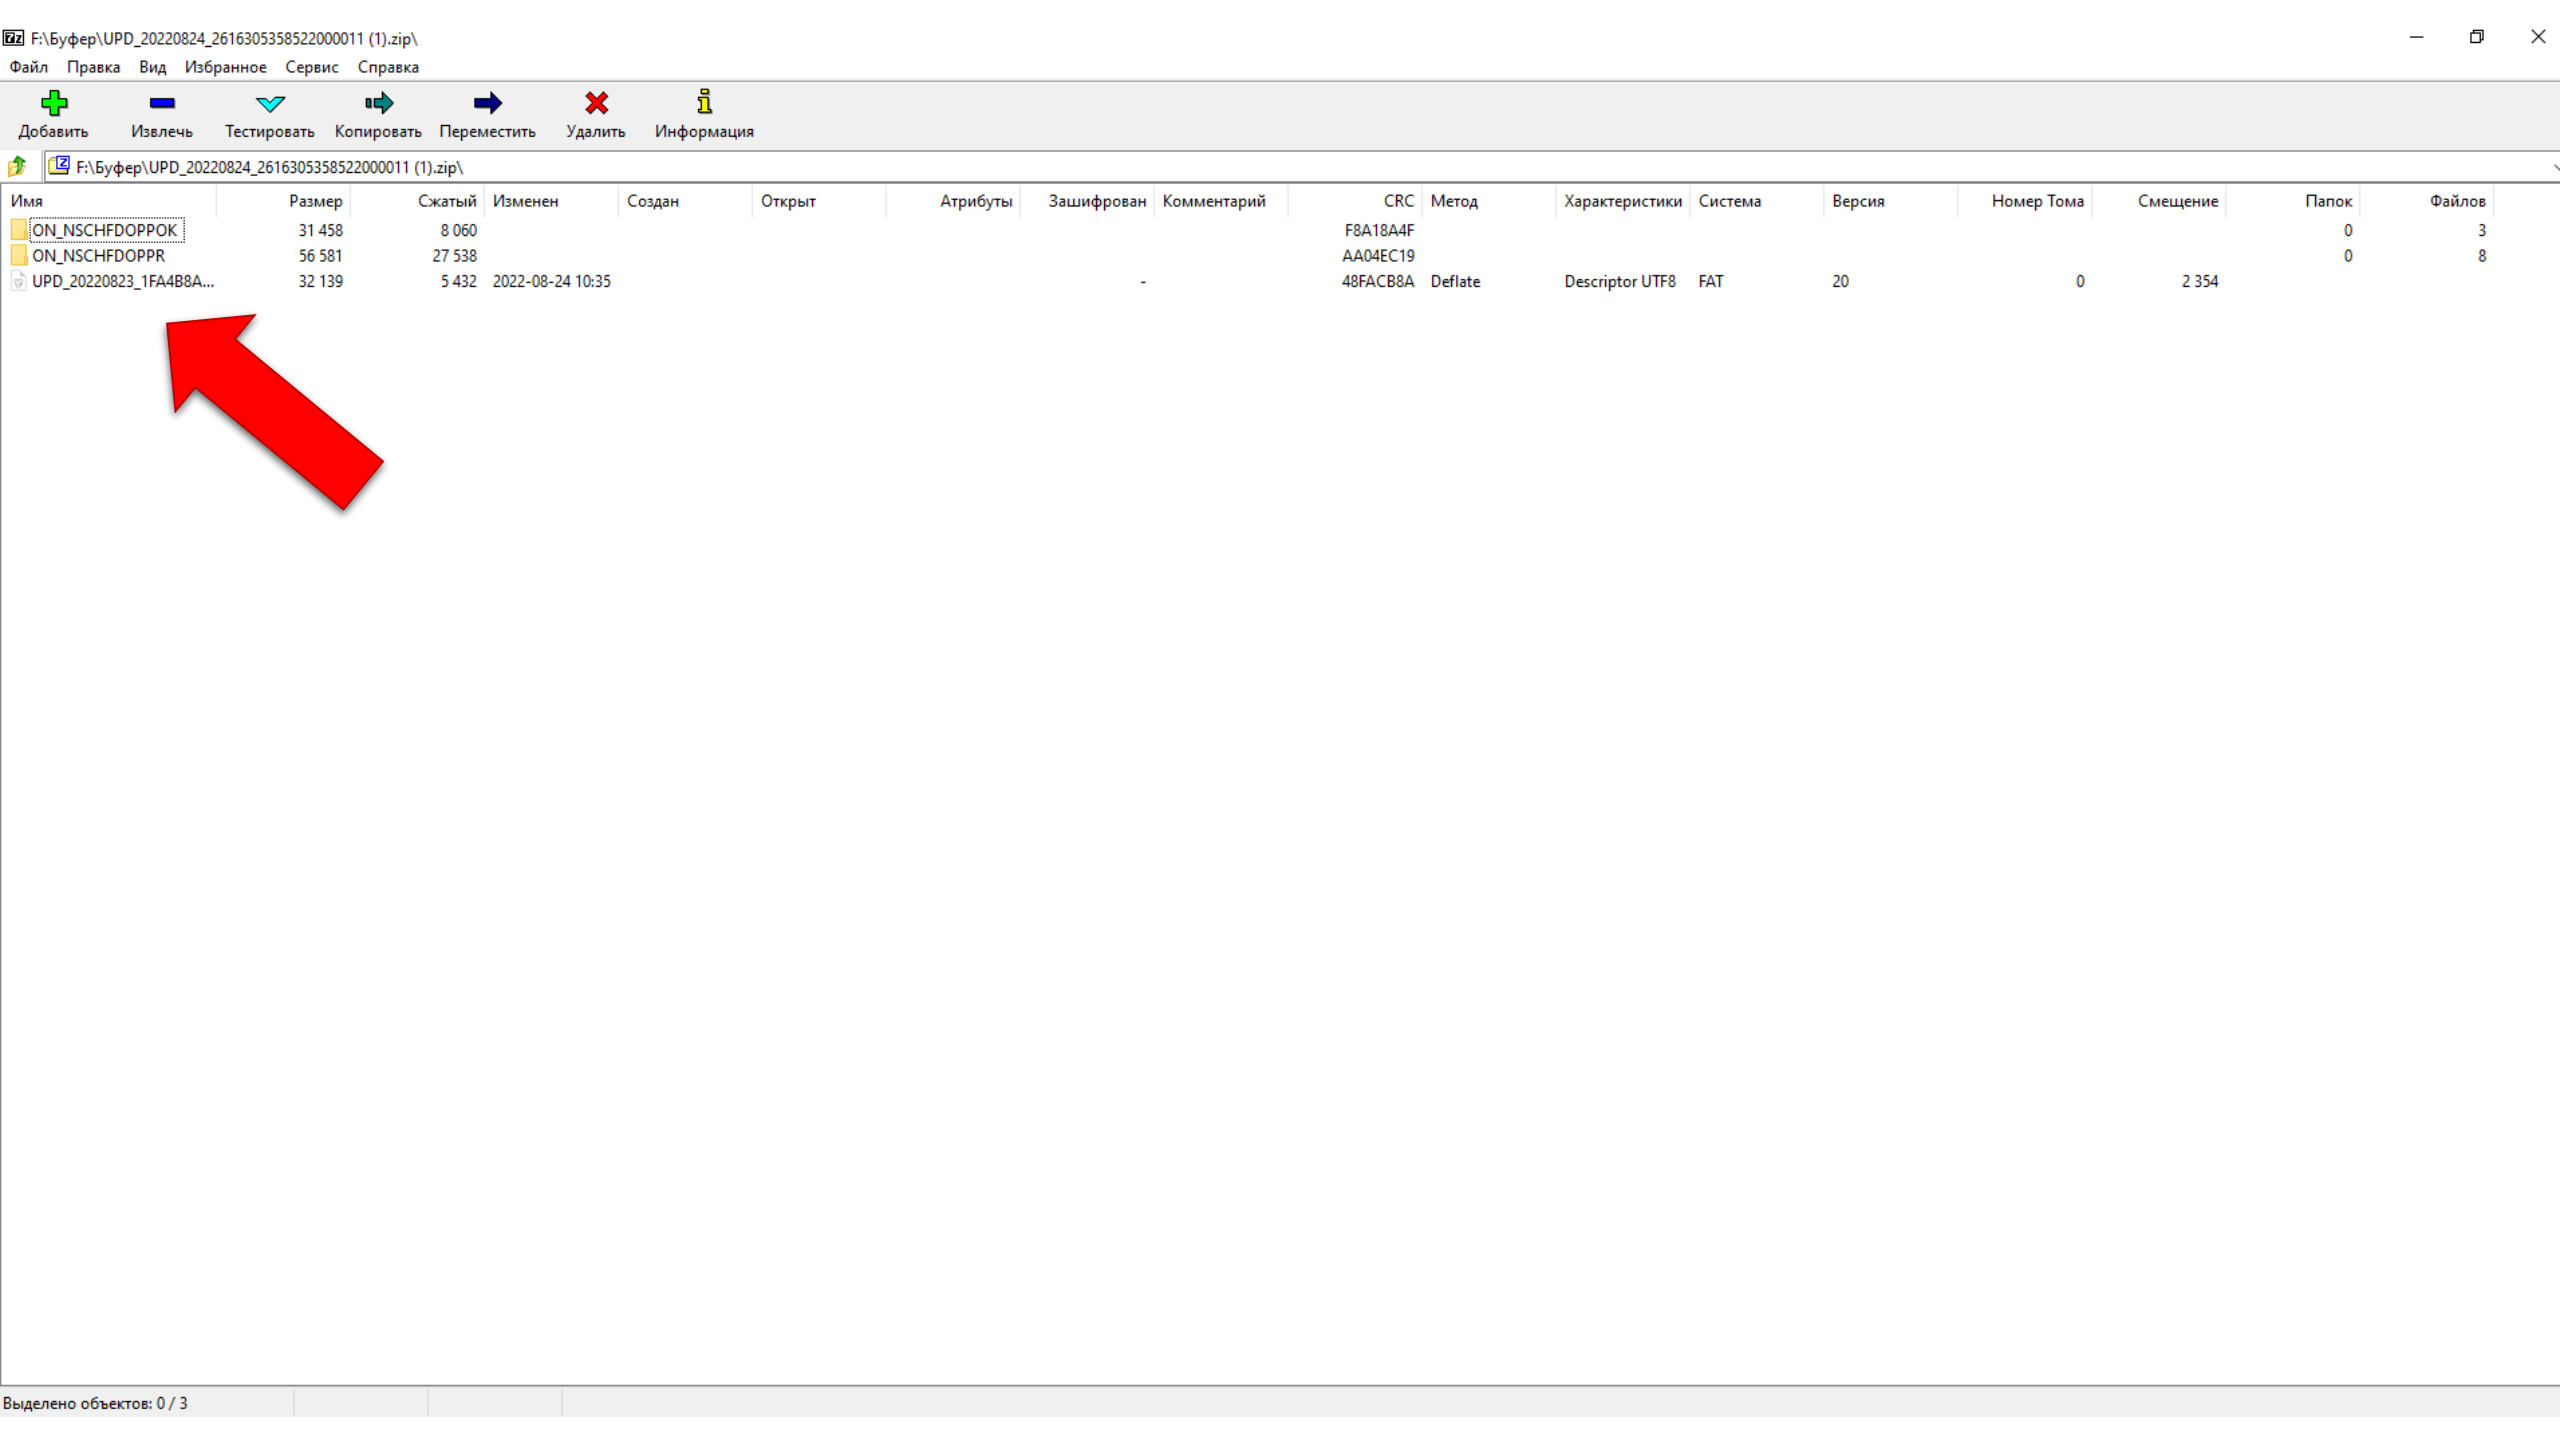 F:\Буфер\UPD_20220824_2616305358522000011 (1).zip\
Файл Правка Вид Избранное Сервис Справка
Добавить Извлечь Тестировать Копировать Переместить Удалить Информация
F:\Буфер\UPD_20220824_2616305358522000011 (1).zip\
Имя Размер Сжатый Изменен Создан Открыт Атрибуты Зашифрован Комментарий CRC Метод Характеристики Система Версия Номер Тома Смещение Папок Файлов
ON_NSCHFDOPPOK 31 458 8 060 F8A18A4F 0 3
ON_NSCHFDOPPR 56 581 27 538 AA04EC19 0 8
UPD_20220823_1FA4B8A... 32 139 5 432 2022-08-24 10:35 - 48FACB8A Deflate Descriptor UTF8 FAT 20 0 2 354
Выделено объектов: 0 / 3